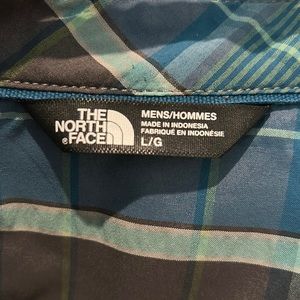 THE
NORTH
®FACE
MENS/HOMMES
MADE IN INDONESIA
FABRIQUÉ EN INDONÉSIE
L/G